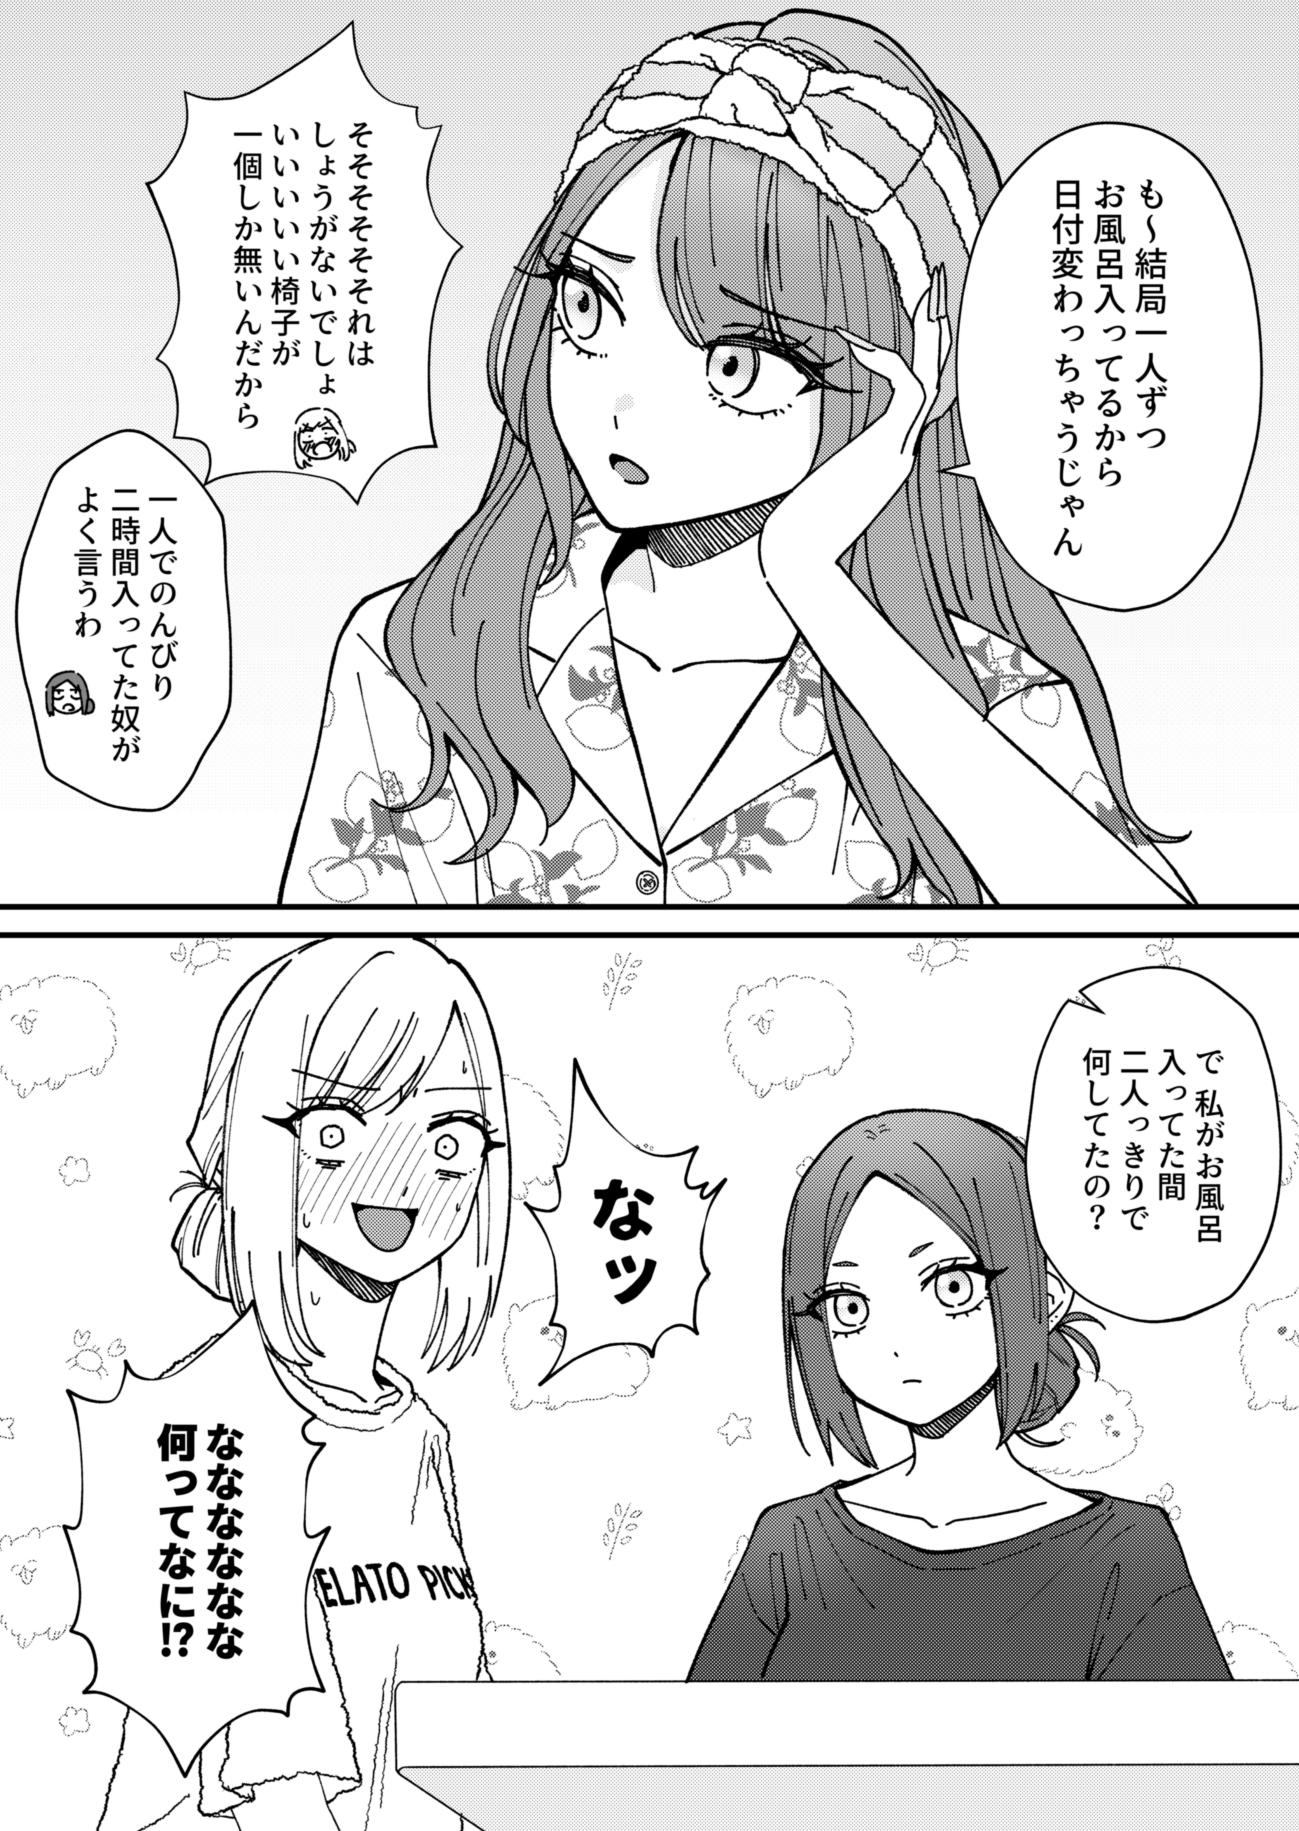 も〜結局一人ずつ
お風呂入ってるから
日付変わっちゃうじゃん
そそそそそれは
しょうがないでしょ
いいいいい椅子が
一個しか無いんだから
一人でのんびり
二時間入ってた奴が
よく言うわ
で 私がお風呂
入ってた間
二人っきりで
何してたの？
なッ
なななななな
何ってなに!?
ELATO PICK